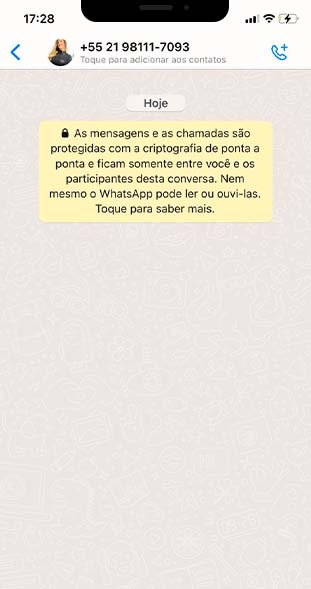 17:28
+55 21 98111-7093
Toque para adicionar aos contatos
Hoje
As mensagens e as chamadas são
protegidas com a criptografia de ponta a
ponta e ficam somente entre você e os
participantes desta conversa. Nem
mesmo o WhatsApp pode ler ou ouvi-las.
Toque para saber mais.